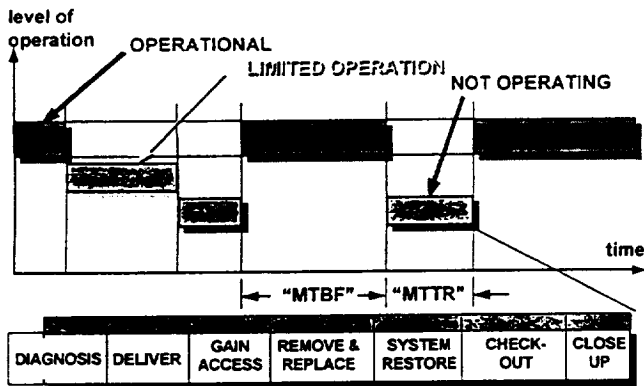 level of
operation
OPERATIONAL
LIMITED OPERATION
NOT OPERATING
time
"MTBF"
"MTTR"
DIAGNOSIS
DELIVER
GAIN
ACCESS
REMOVE &
REPLACE
SYSTEM
RESTORE
CHECK-
OUT
CLOSE
UP